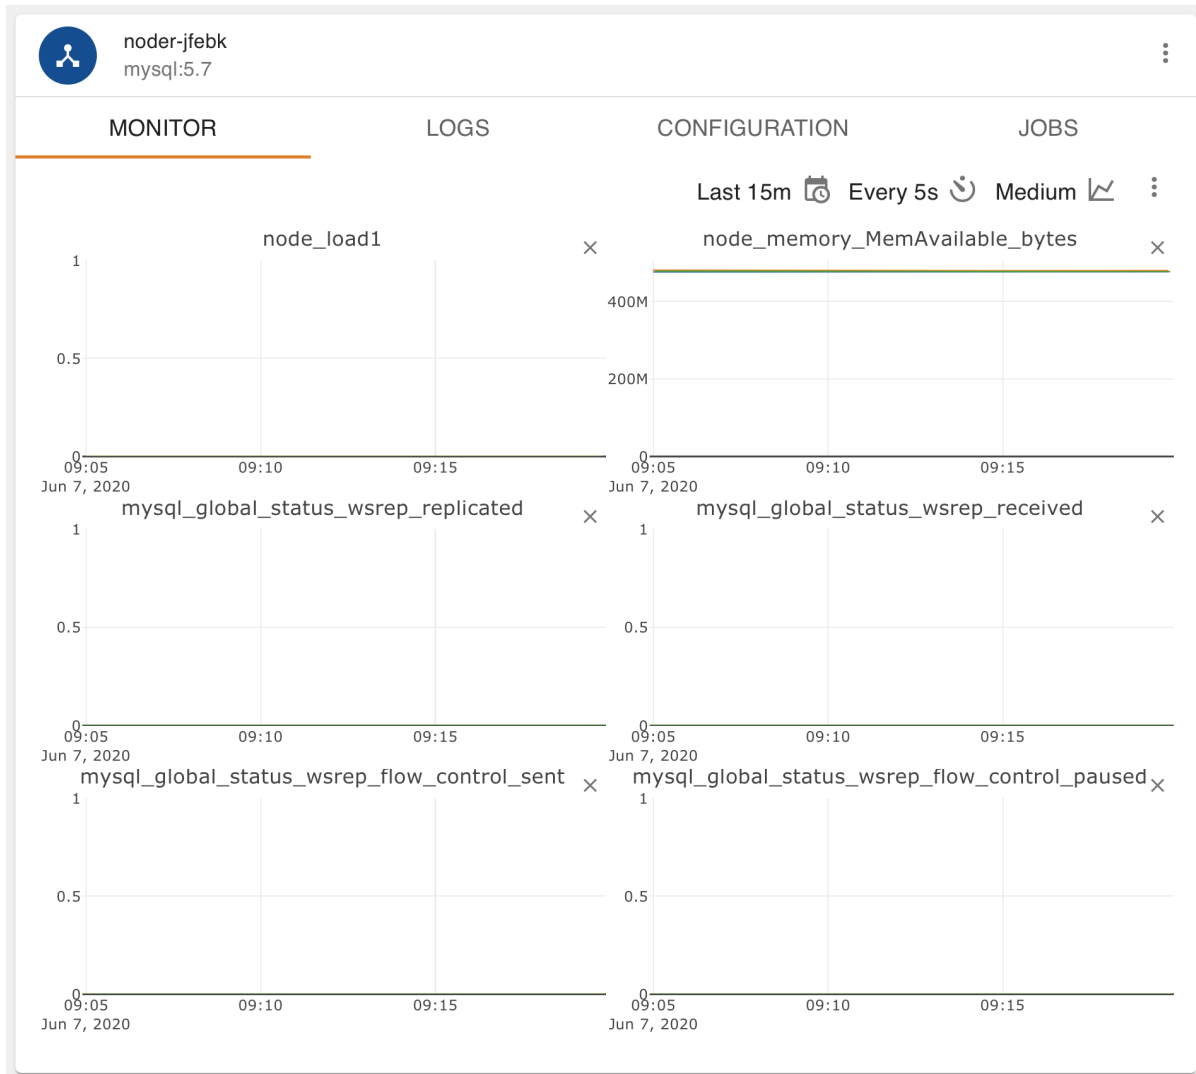 noder-jfebk
mysql:5.7
MONITOR LOGS CONFIGURATION JOBS
Last 15m Every 5s Medium
node_load1
1
0.5
0
09:05 09:10 09:15
Jun 7, 2020
node_memory_MemAvailable_bytes
400M
200M
0
09:05 09:10 09:15
Jun 7, 2020
mysql_global_status_wsrep_replicated
1
0.5
0
09:05 09:10 09:15
Jun 7, 2020
mysql_global_status_wsrep_received
1
0.5
0
09:05 09:10 09:15
Jun 7, 2020
mysql_global_status_wsrep_flow_control_sent
1
0.5
0
09:05 09:10 09:15
Jun 7, 2020
mysql_global_status_wsrep_flow_control_paused
1
0.5
0
09:05 09:10 09:15
Jun 7, 2020